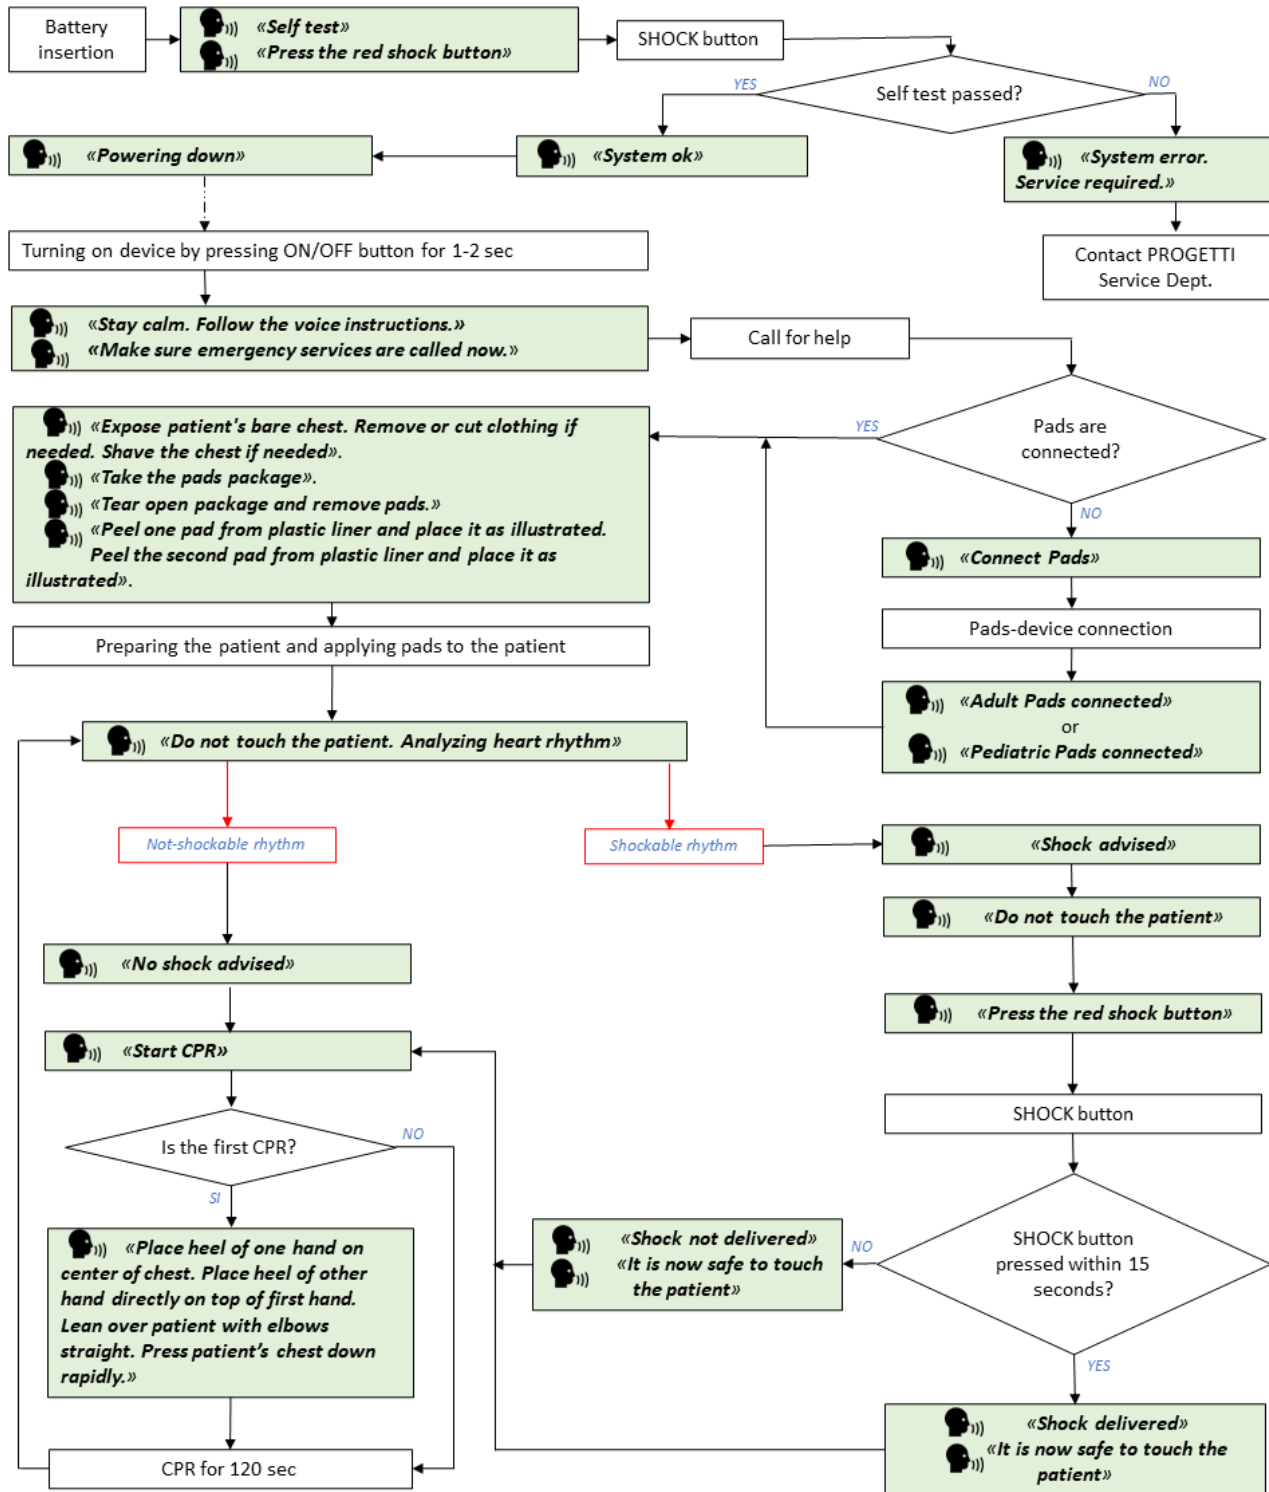 Battery
insertion
«Self test»
«Press the red shock button»
SHOCK button
YES
Self test passed?
NO
«Powering down»
«System ok»
«System error.
Service required.»
Turning on device by pressing ON/OFF button for 1-2 sec
Contact PROGETTI
Service Dept.
«Stay calm. Follow the voice instructions.»
«Make sure emergency services are called now.»
Call for help
Pads are
connected?
YES
NO
«Expose patient's bare chest. Remove or cut clothing if
needed. Shave the chest if needed».
«Take the pads package».
«Tear open package and remove pads.»
«Peel one pad from plastic liner and place it as illustrated.
Peel the second pad from plastic liner and place it as
illustrated».
«Connect Pads»
Pads-device connection
Preparing the patient and applying pads to the patient
«Adult Pads connected»
or
«Pediatric Pads connected»
«Do not touch the patient. Analyzing heart rhythm»
Not-shockable rhythm
Shockable rhythm
«Shock advised»
«Do not touch the patient»
«No shock advised»
«Press the red shock button»
«Start CPR»
SHOCK button
Is the first CPR?
NO
SI
SHOCK button
pressed within 15
seconds?
NO
YES
«Shock not delivered»
«It is now safe to touch
the patient»
«Place heel of one hand on
center of chest. Place heel of other
hand directly on top of first hand.
Lean over patient with elbows
straight. Press patient’s chest down
rapidly.»
«Shock delivered»
«It is now safe to touch the
patient»
CPR for 120 sec